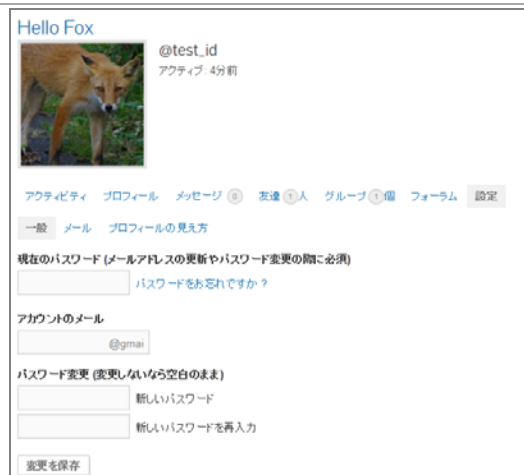 Hello Fox
@test_id
アクティブ: 4分前
アクティビティ プロフィール メッセージ 0 友達 1 人 グループ 1 個 フォーラム 設定
一般 メール プロフィールの見え方
現在のパスワード (メールアドレスの更新やパスワード変更の際に必須)
パスワードをお忘れですか ?
アカウントのメール
@gmai
パスワード変更 (変更しないなら空白のまま)
新しいパスワード
新しいパスワードを再入力
変更を保存